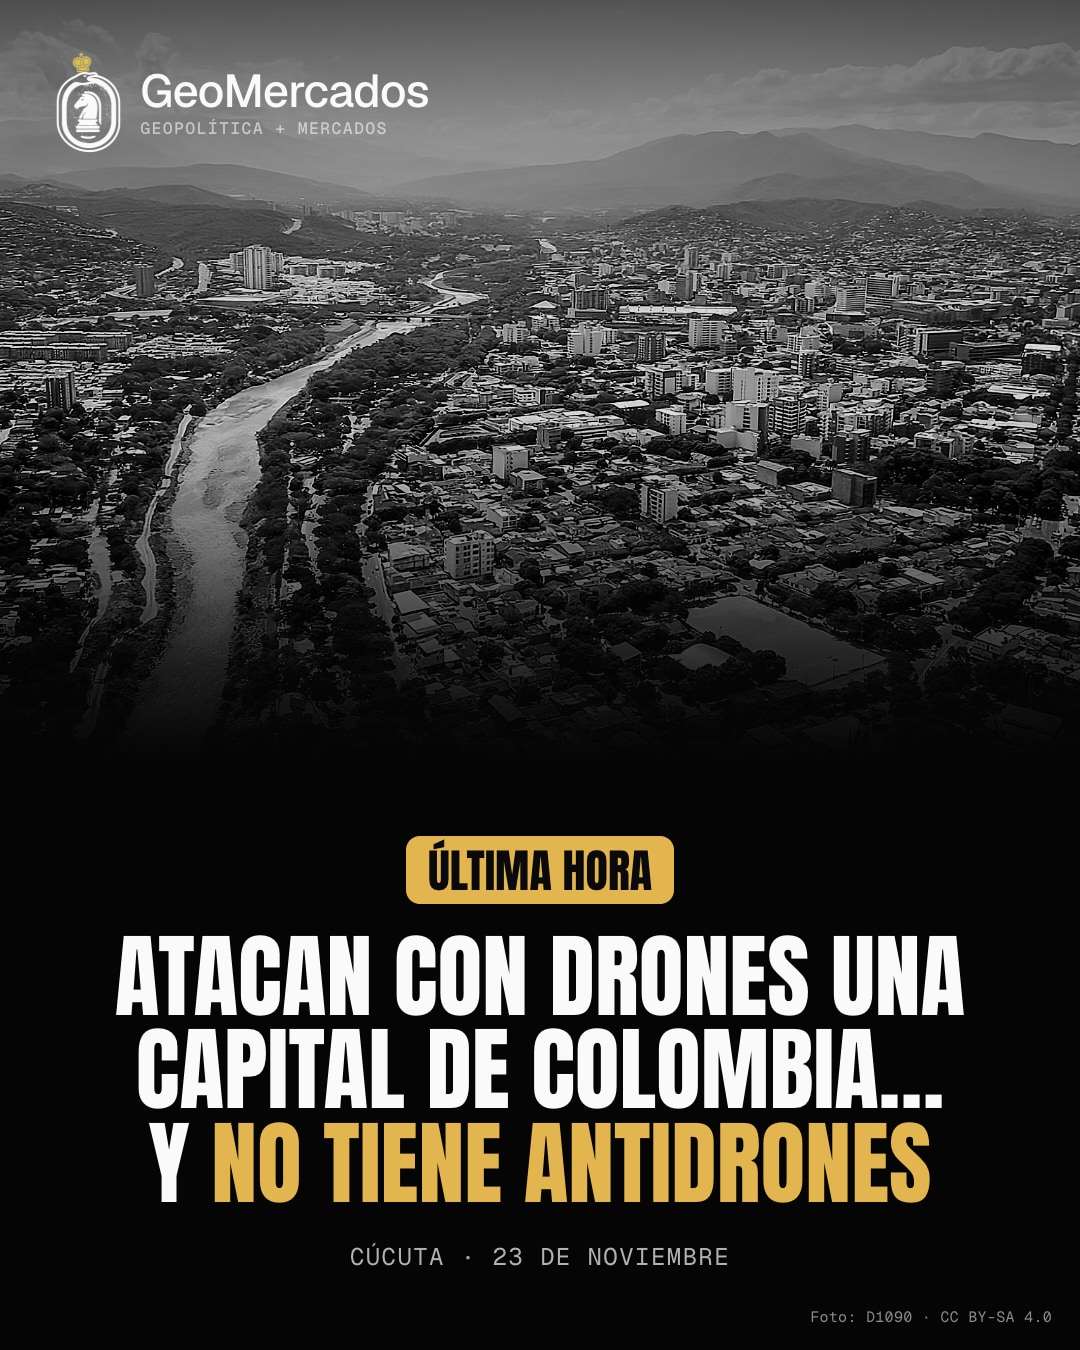 GeoMercados
GEOPOLÍTICA + MERCADOS
ÚLTIMA HORA
ATACAN CON DRONES UNA
CAPITAL DE COLOMBIA...
Y NO TIENE ANTIDRONES
CÚCUTA · 23 DE NOVIEMBRE
Foto: D1090 · CC BY-SA 4.0